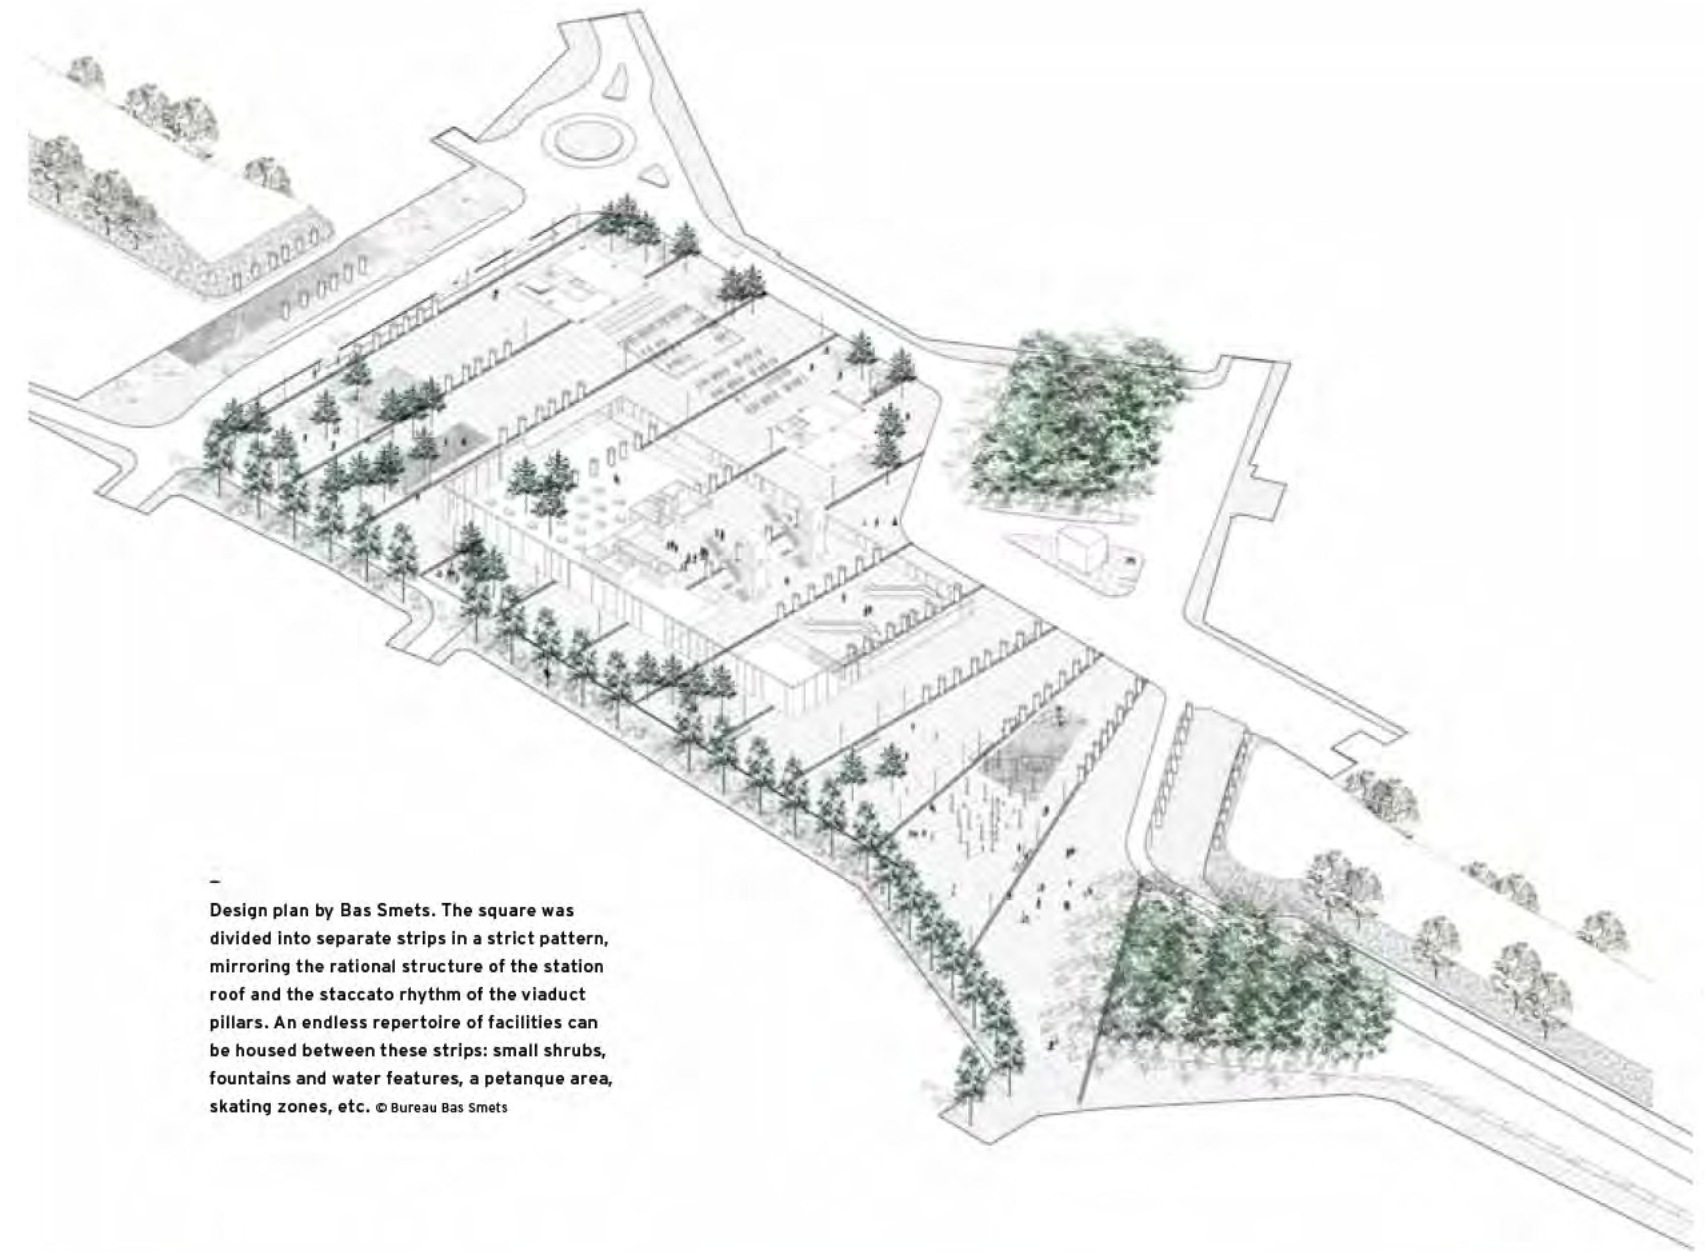 –
Design plan by Bas Smets. The square was
divided into separate strips in a strict pattern,
mirroring the rational structure of the station
roof and the staccato rhythm of the viaduct
pillars. An endless repertoire of facilities can
be housed between these strips: small shrubs,
fountains and water features, a petanque area,
skating zones, etc. © Bureau Bas Smets